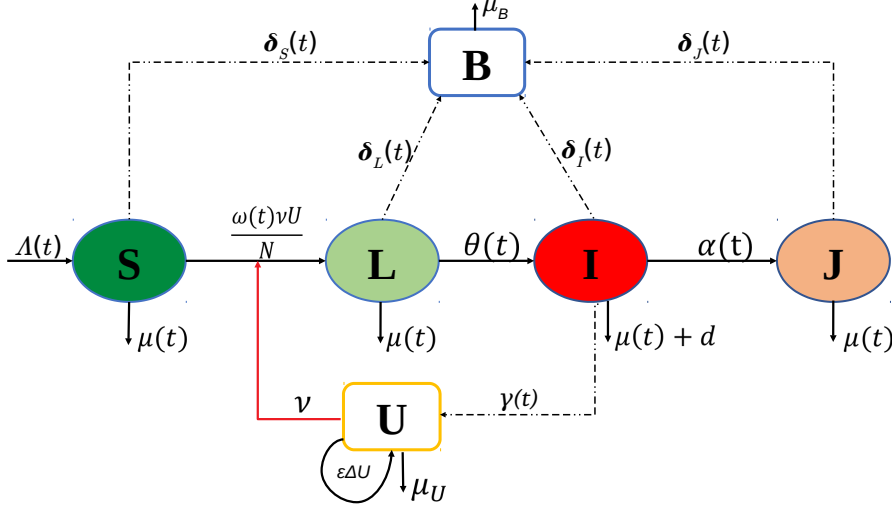 μ_B
δ_S(t)
B
δ_J(t)
δ_L(t)
δ_I(t)
Λ(t)
S
ω(t)νU
N
L
θ(t)
I
α(t)
J
μ(t)
μ(t)
μ(t) + d
μ(t)
ν
U
γ(t)
εΔU
μ_U